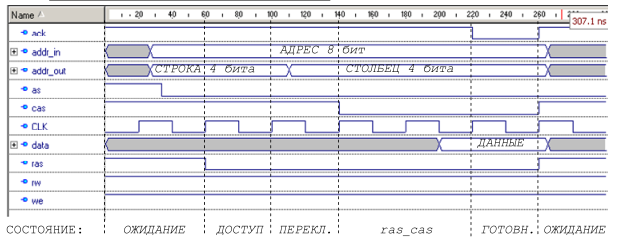 Name
20 40 60 80 100 120 140 160 180 200 220 240 260
307.1 ns
ack
addr_in АДРЕС 8 бит
addr_out СТРОКА 4 бита СТОЛБЕЦ 4 бита
as
cas
CLK
data ДАННЫЕ
ras
rw
we
СОСТОЯНИЕ: ОЖИДАНИЕ ДОСТУП ПЕРЕКЛ. ras_cas ГОТОВН. ОЖИДАНИЕ